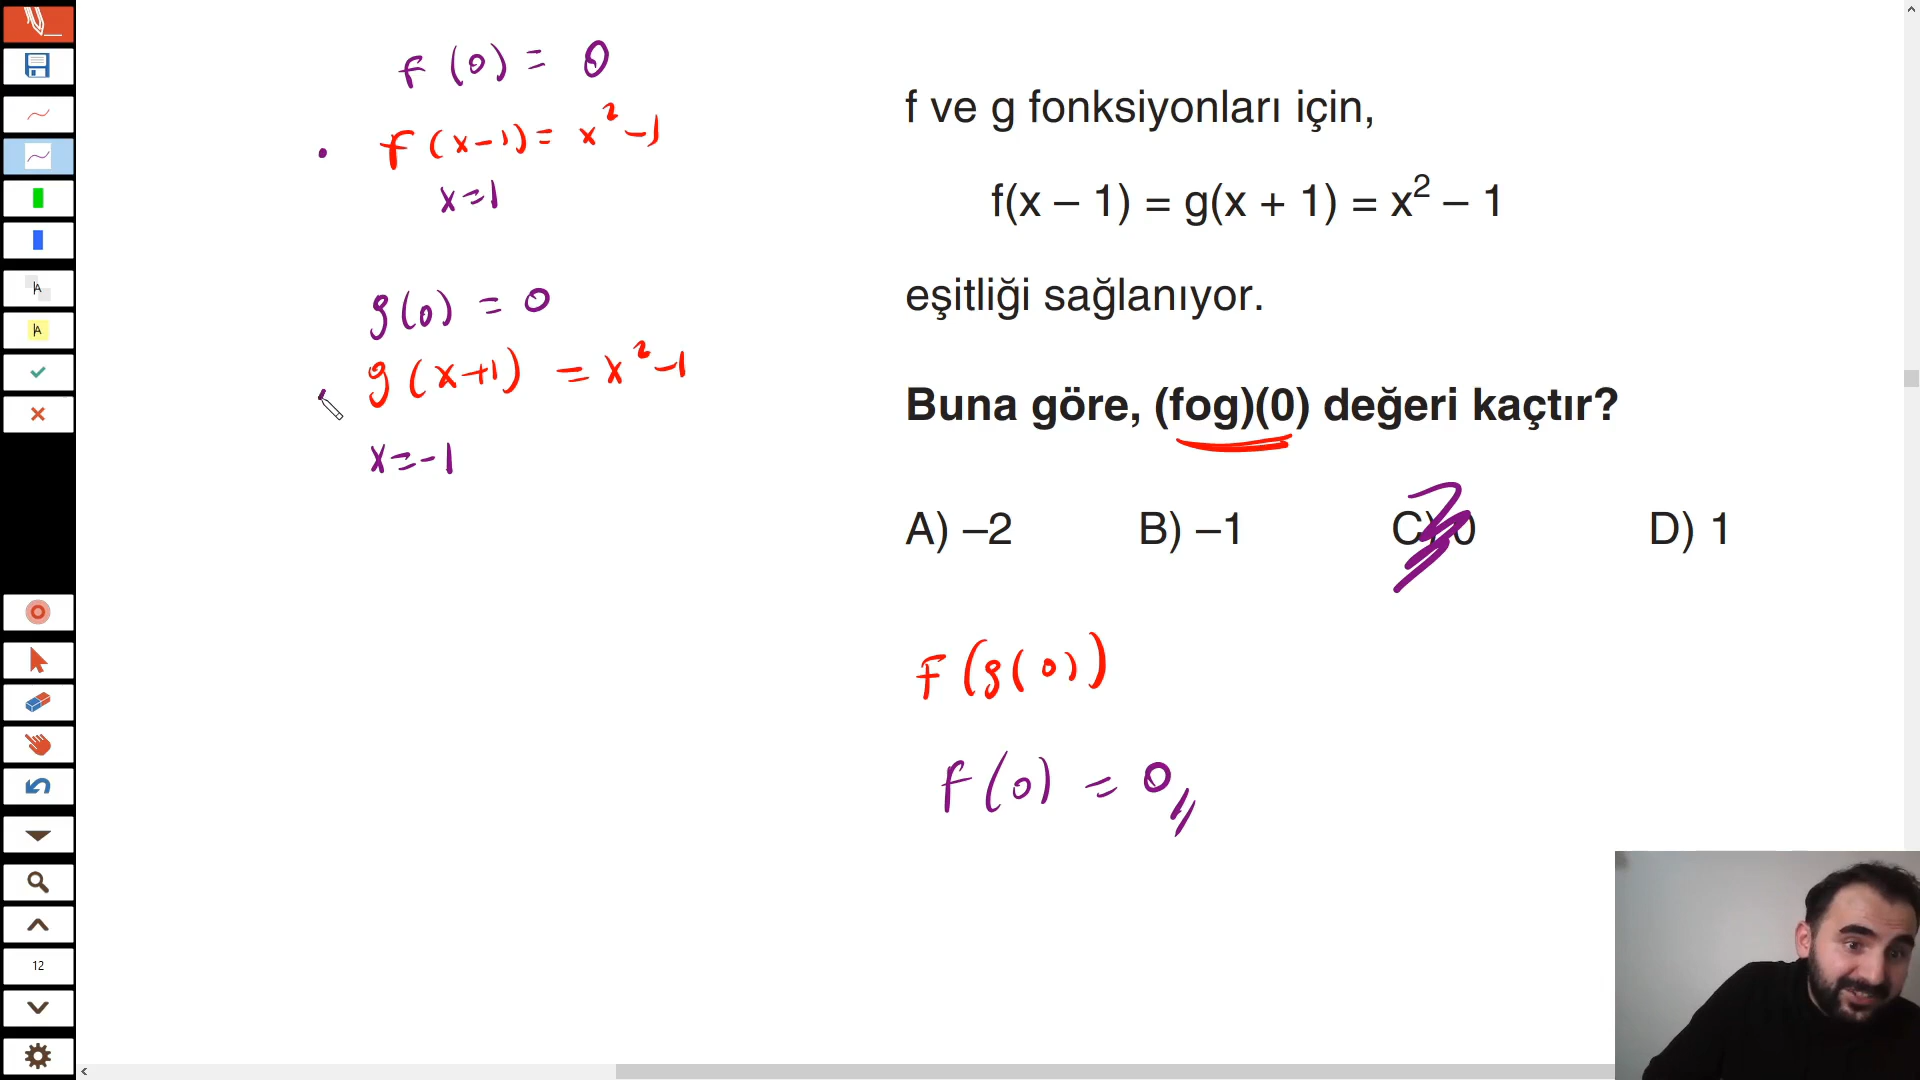 f(0) = 0
f(x-1) = x² -1
x=1
g(0) = 0
g(x+1) = x² -1
x=-1
f ve g fonksiyonları için,
f(x – 1) = g(x + 1) = x² – 1
eşitliği sağlanıyor.
Buna göre, (fog)(0) değeri kaçtır?
A) –2 B) –1 C) 0 D) 1
F(g(0))
f(0) = 0
12